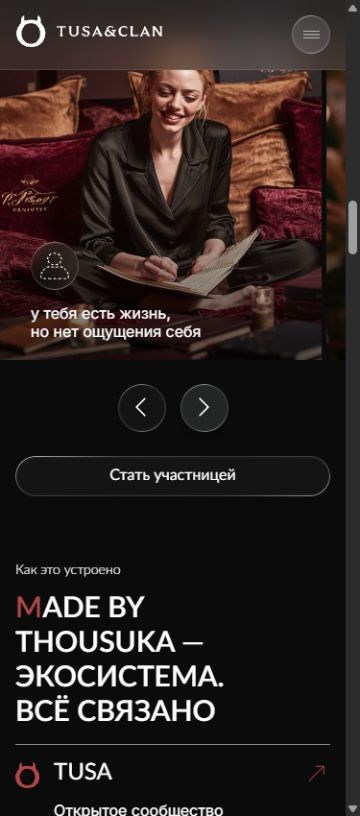 TUSA&CLAN
у тебя есть жизнь,
но нет ощущения себя
Стать участницей
Как это устроено
MADE BY
THOUSUKA —
ЭКОСИСТЕМА.
ВСЁ СВЯЗАНО
TUSA
Открытое сообщество